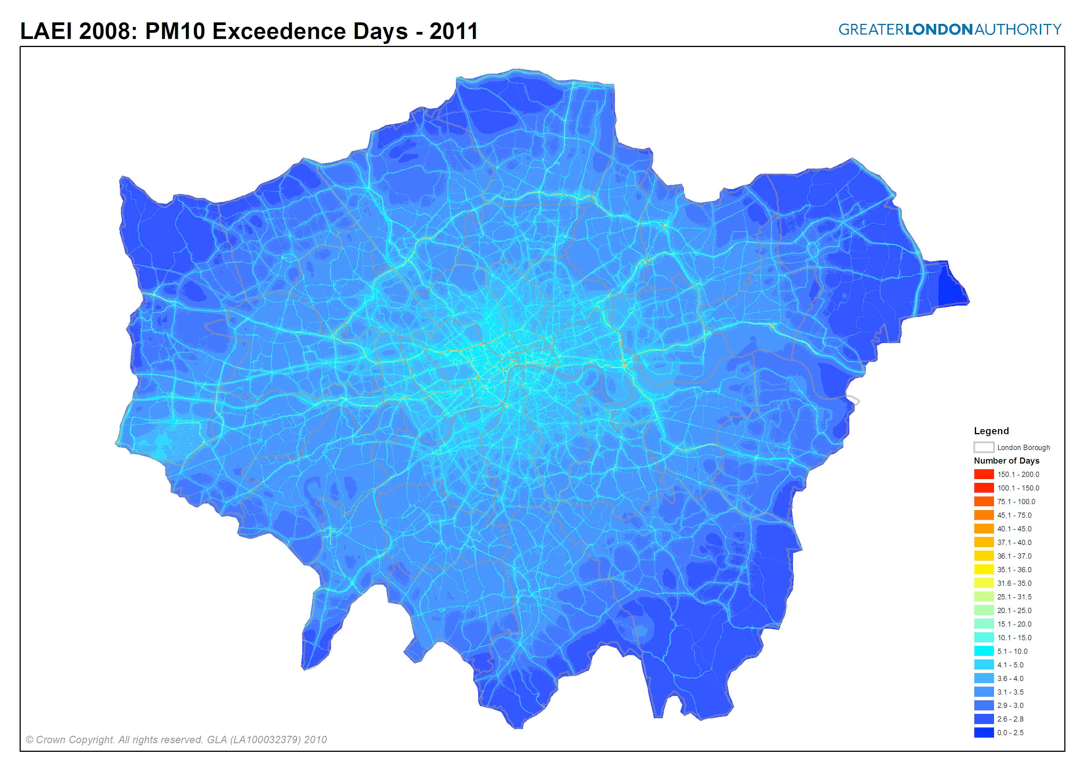 LAEI 2008: PM10 Exceedence Days - 2011
GREATERLONDONAUTHORITY
Legend
London Borough
Number of Days
150.1 - 200.0
100.1 - 150.0
75.1 - 100.0
45.1 - 75.0
40.1 - 45.0
37.1 - 40.0
36.1 - 37.0
35.1 - 36.0
31.6 - 35.0
25.1 - 31.5
20.1 - 25.0
15.1 - 20.0
10.1 - 15.0
5.1 - 10.0
4.1 - 5.0
3.6 - 4.0
3.1 - 3.5
2.9 - 3.0
2.6 - 2.8
0.0 - 2.5
© Crown Copyright. All rights reserved. GLA (LA100032379) 2010